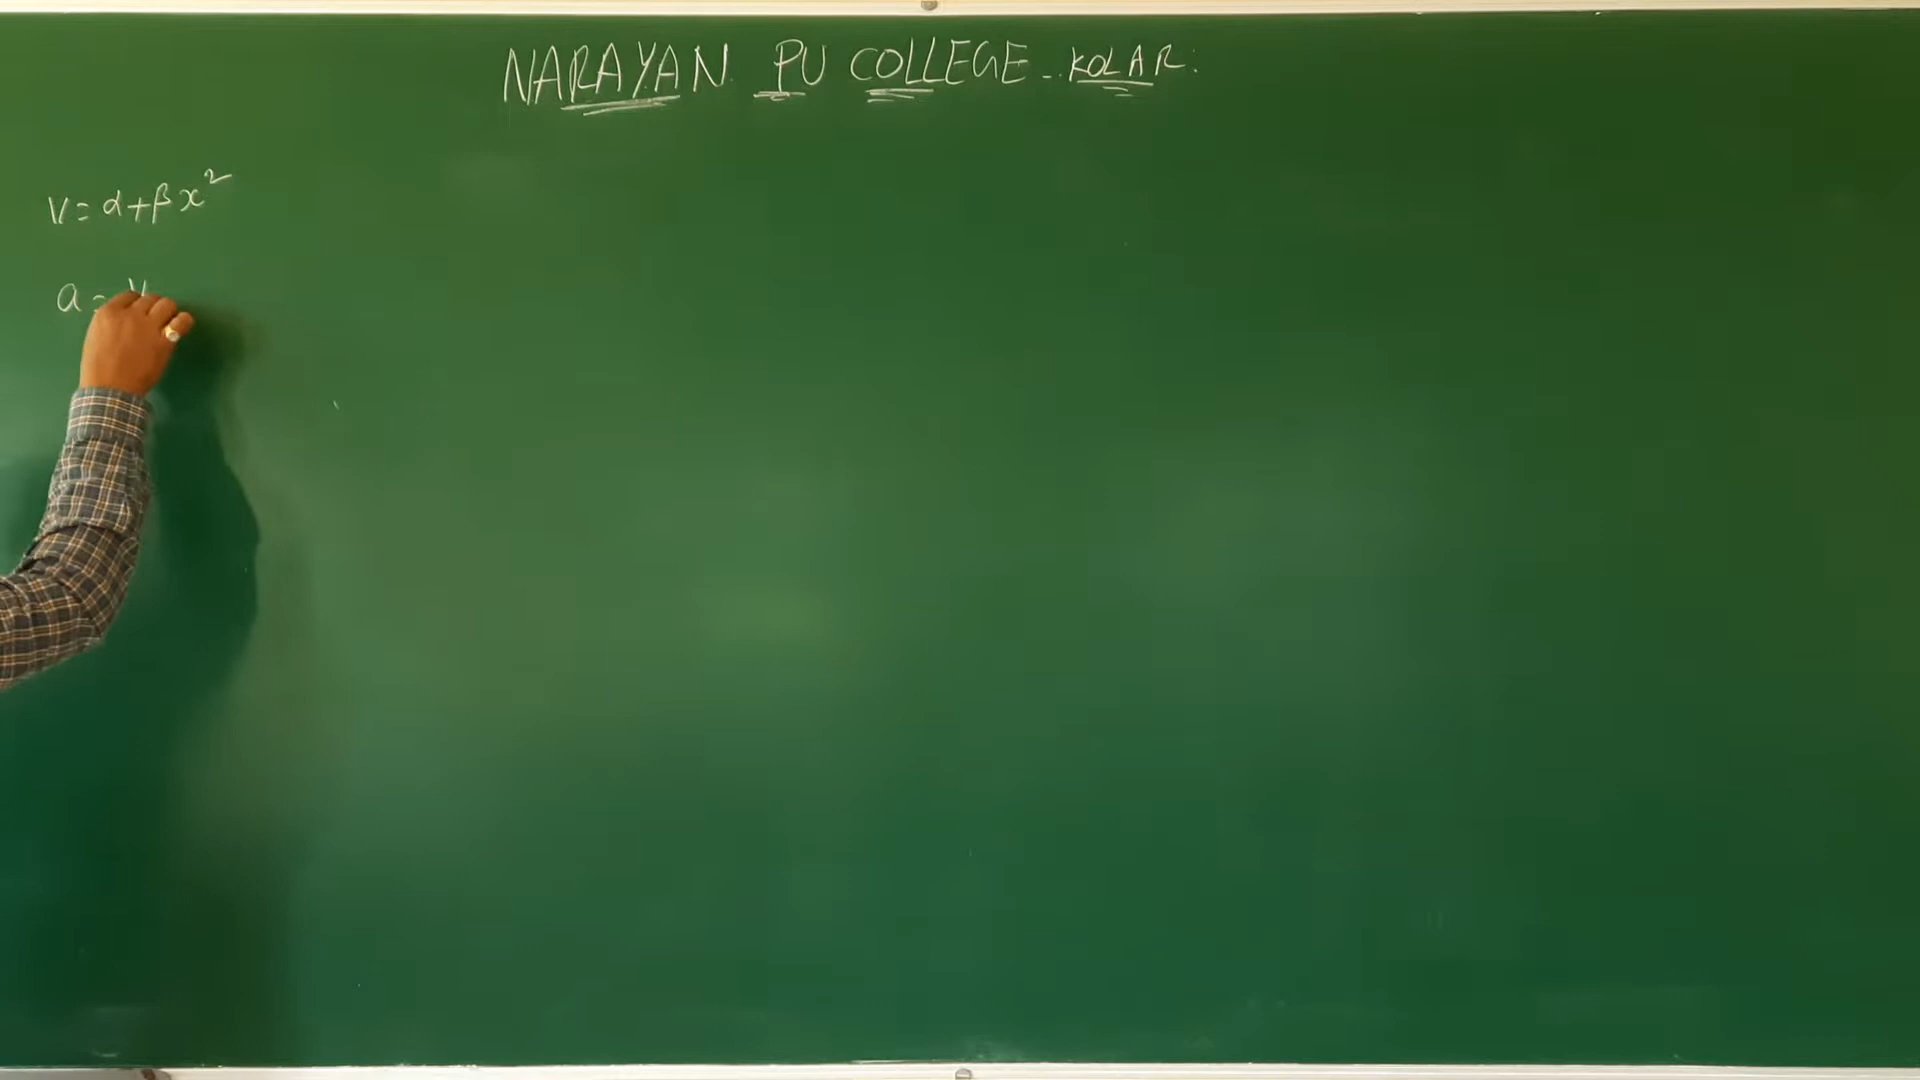 NARAYAN PU COLLEGE - KOLAR:
V = α+βx²
a = V